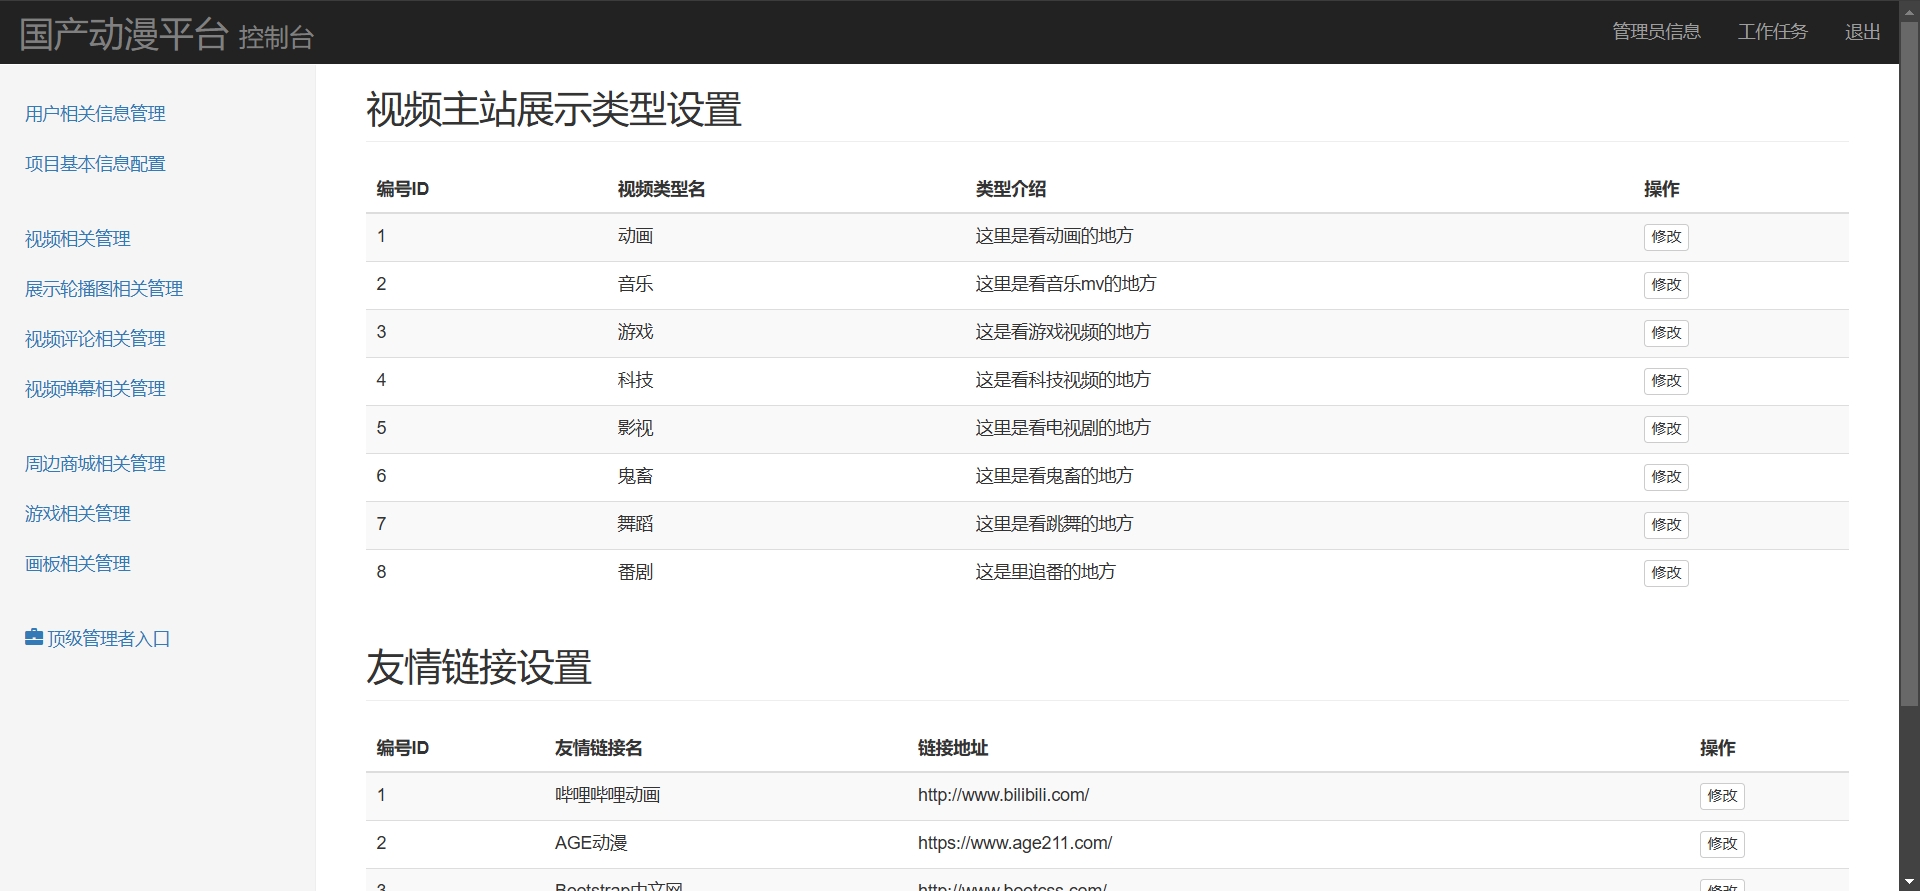 国产动漫平台 控制台 管理员信息 工作任务 退出
用户相关信息管理
项目基本信息配置
视频相关管理
展示轮播图相关管理
视频评论相关管理
视频弹幕相关管理
周边商城相关管理
游戏相关管理
画板相关管理
顶级管理者入口
视频主站展示类型设置
编号ID 视频类型名 类型介绍 操作
1 动画 这里是看动画的地方 修改
2 音乐 这里是看音乐mv的地方 修改
3 游戏 这是看游戏视频的地方 修改
4 科技 这是看科技视频的地方 修改
5 影视 这里是看电视剧的地方 修改
6 鬼畜 这里是看鬼畜的地方 修改
7 舞蹈 这里是看跳舞的地方 修改
8 番剧 这是里追番的地方 修改
友情链接设置
编号ID 友情链接名 链接地址 操作
1 哔哩哔哩动画 http://www.bilibili.com/ 修改
2 AGE动漫 https://www.age211.com/ 修改
3 Bootstrap中文网 http://www.bootcss.com/ 修改